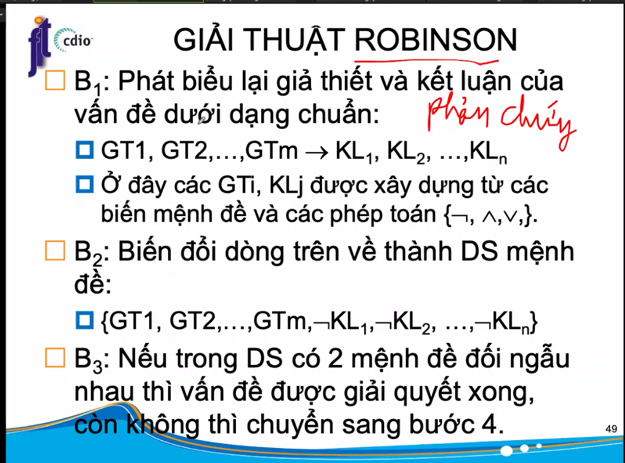 cdio
GIẢI THUẬT ROBINSON
B₁: Phát biểu lại giả thiết và kết luận của
vấn đề dưới dạng chuẩn:
phản chứng
GT1, GT2,...,GTm → KL₁, KL₂, ...,KLₙ
Ở đây các GTi, KLj được xây dựng từ các
biến mệnh đề và các phép toán {¬, ∧,∨,}.
B₂: Biến đổi dòng trên về thành DS mệnh
đề:
{GT1, GT2,...,GTm,¬KL₁,¬KL₂, ...,¬KLₙ}
B₃: Nếu trong DS có 2 mệnh đề đối ngẫu
nhau thì vấn đề được giải quyết xong,
còn không thì chuyển sang bước 4.
49